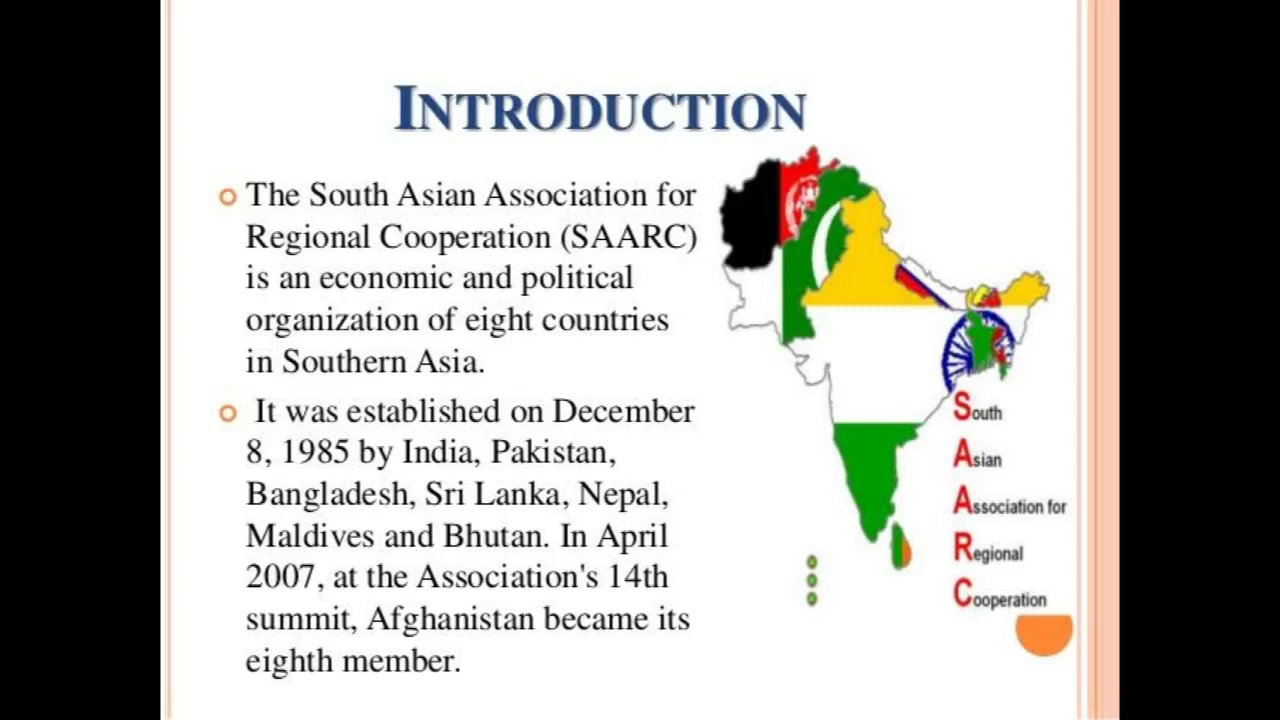 INTRODUCTION
The South Asian Association for
Regional Cooperation (SAARC)
is an economic and political
organization of eight countries
in Southern Asia.
It was established on December
8, 1985 by India, Pakistan,
Bangladesh, Sri Lanka, Nepal,
Maldives and Bhutan. In April
2007, at the Association's 14th
summit, Afghanistan became its
eighth member.
South
Asian
Association for
Regional
Cooperation